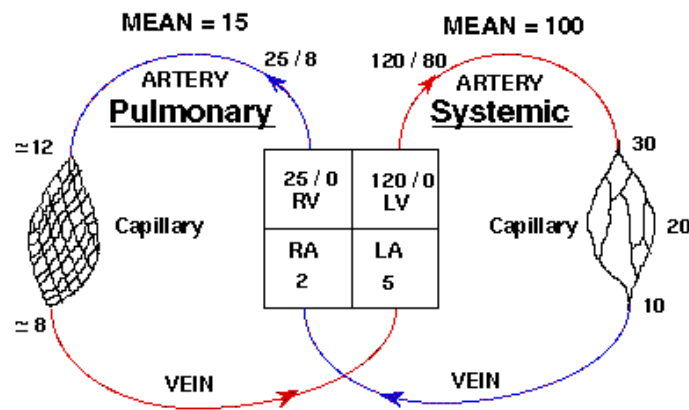 MEAN = 15
MEAN = 100
25 / 8
120 / 80
ARTERY
ARTERY
Pulmonary
Systemic
≃ 12
30
25 / 0
120 / 0
RV
LV
Capillary
Capillary
20
RA
LA
2
5
≃ 8
10
VEIN
VEIN